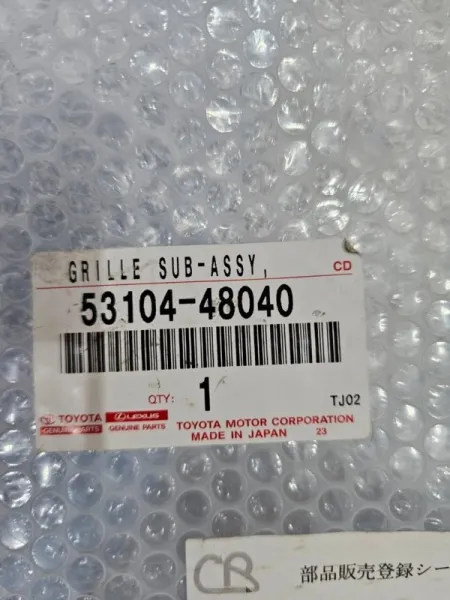 GRILLE SUB-ASSY,
CD
53104-48040
QTY: 1
TJ02
TOYOTA
GENUINE PARTS
LEXUS
GENUINE PARTS
TOYOTA MOTOR CORPORATION
MADE IN JAPAN 23
CB
部品販売登録シー